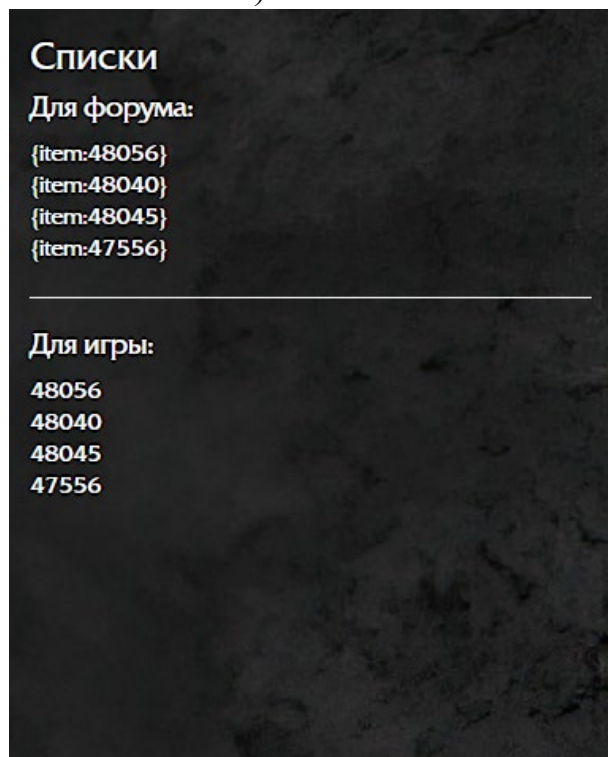 Списки
Для форума:
{item:48056}
{item:48040}
{item:48045}
{item:47556}
Для игры:
48056
48040
48045
47556